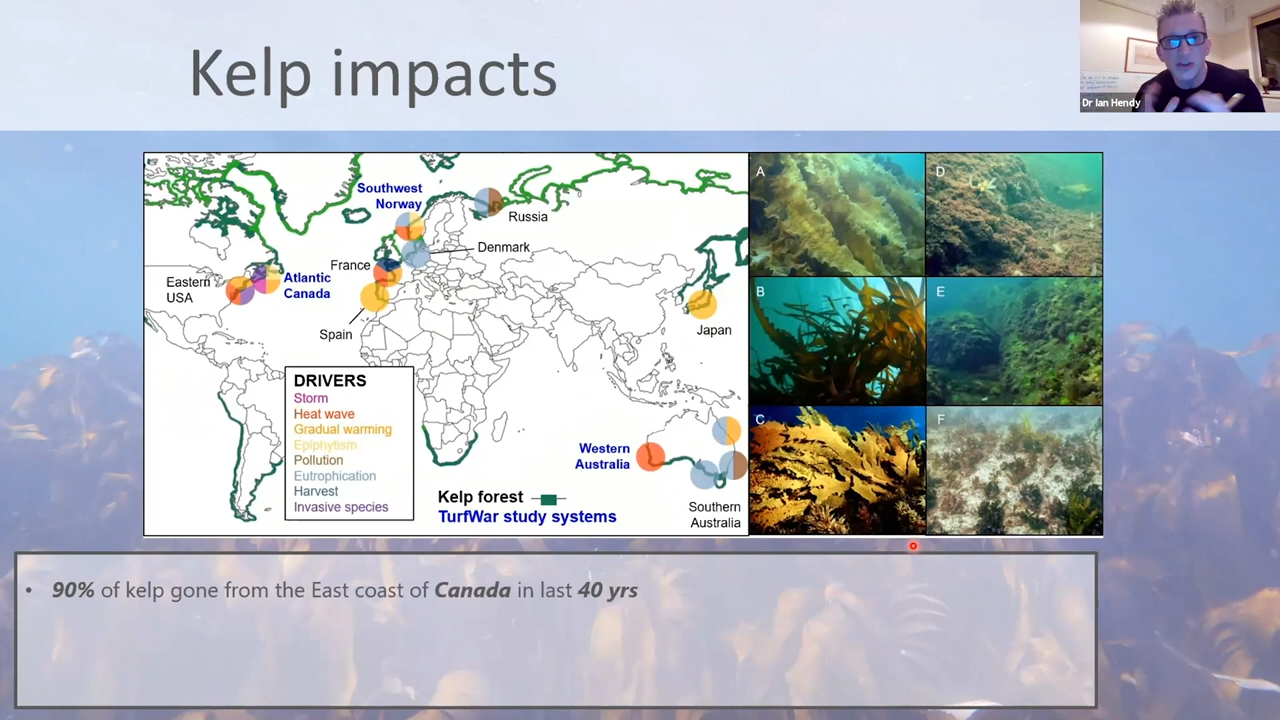 Kelp impacts
Dr Ian Hendy
Southwest
Norway
Russia
Denmark
France
Eastern
USA
Atlantic
Canada
Spain
Japan
DRIVERS
Storm
Heat wave
Gradual warming
Epiphytism
Pollution
Eutrophication
Harvest
Invasive species
Western
Australia
Southern
Australia
Kelp forest
TurfWar study systems
A
D
B
E
C
F
• 90% of kelp gone from the East coast of Canada in last 40 yrs